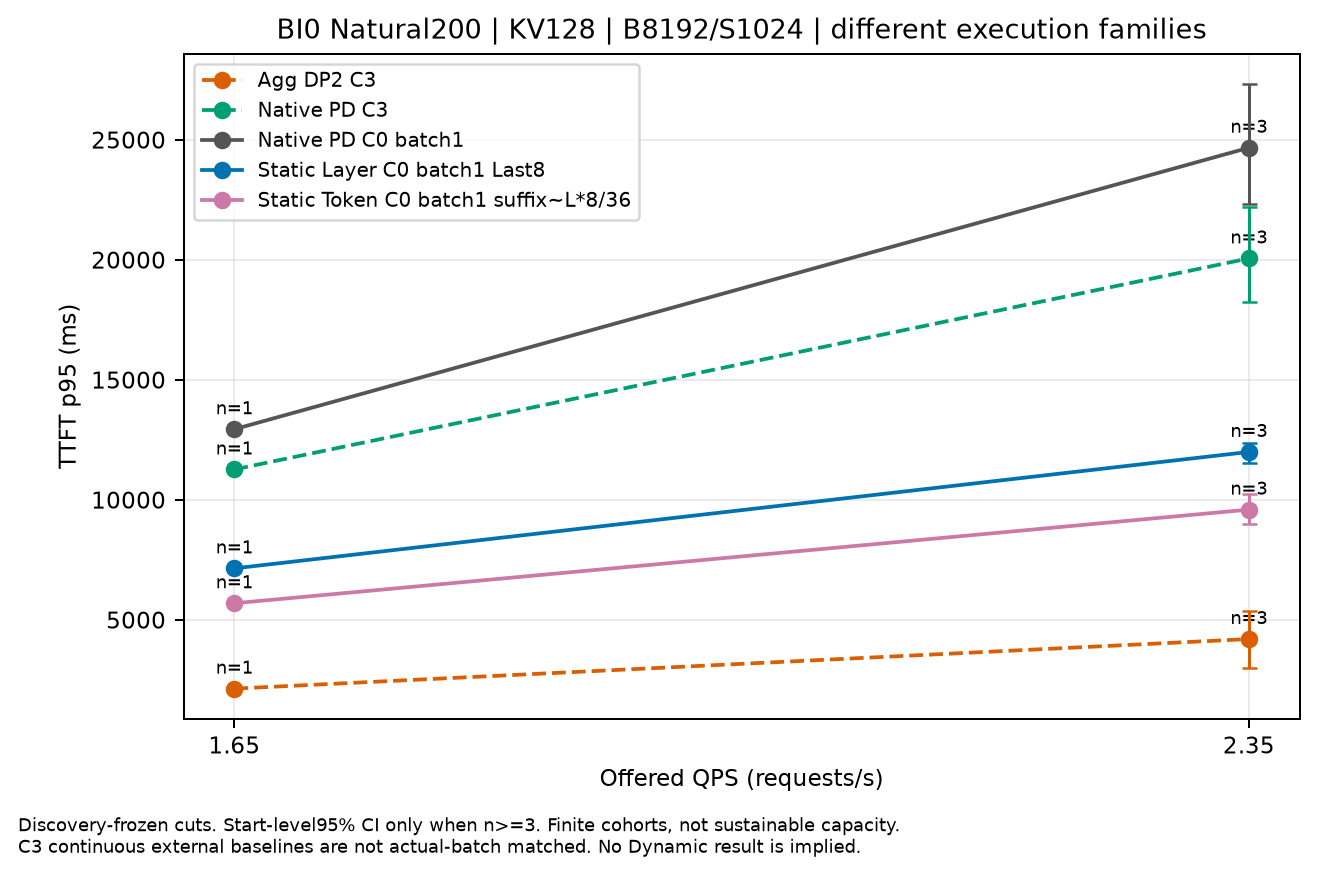 BI0 Natural200 | KV128 | B8192/S1024 | different execution families
Agg DP2 C3
Native PD C3
Native PD C0 batch1
Static Layer C0 batch1 Last8
Static Token C0 batch1 suffix~L*8/36
25000
20000
15000
10000
5000
TTFT p95 (ms)
n=1
n=1
n=1
n=1
n=1
n=3
n=3
n=3
n=3
n=3
1.65
2.35
Offered QPS (requests/s)
Discovery-frozen cuts. Start-level95% CI only when n>=3. Finite cohorts, not sustainable capacity.
C3 continuous external baselines are not actual-batch matched. No Dynamic result is implied.